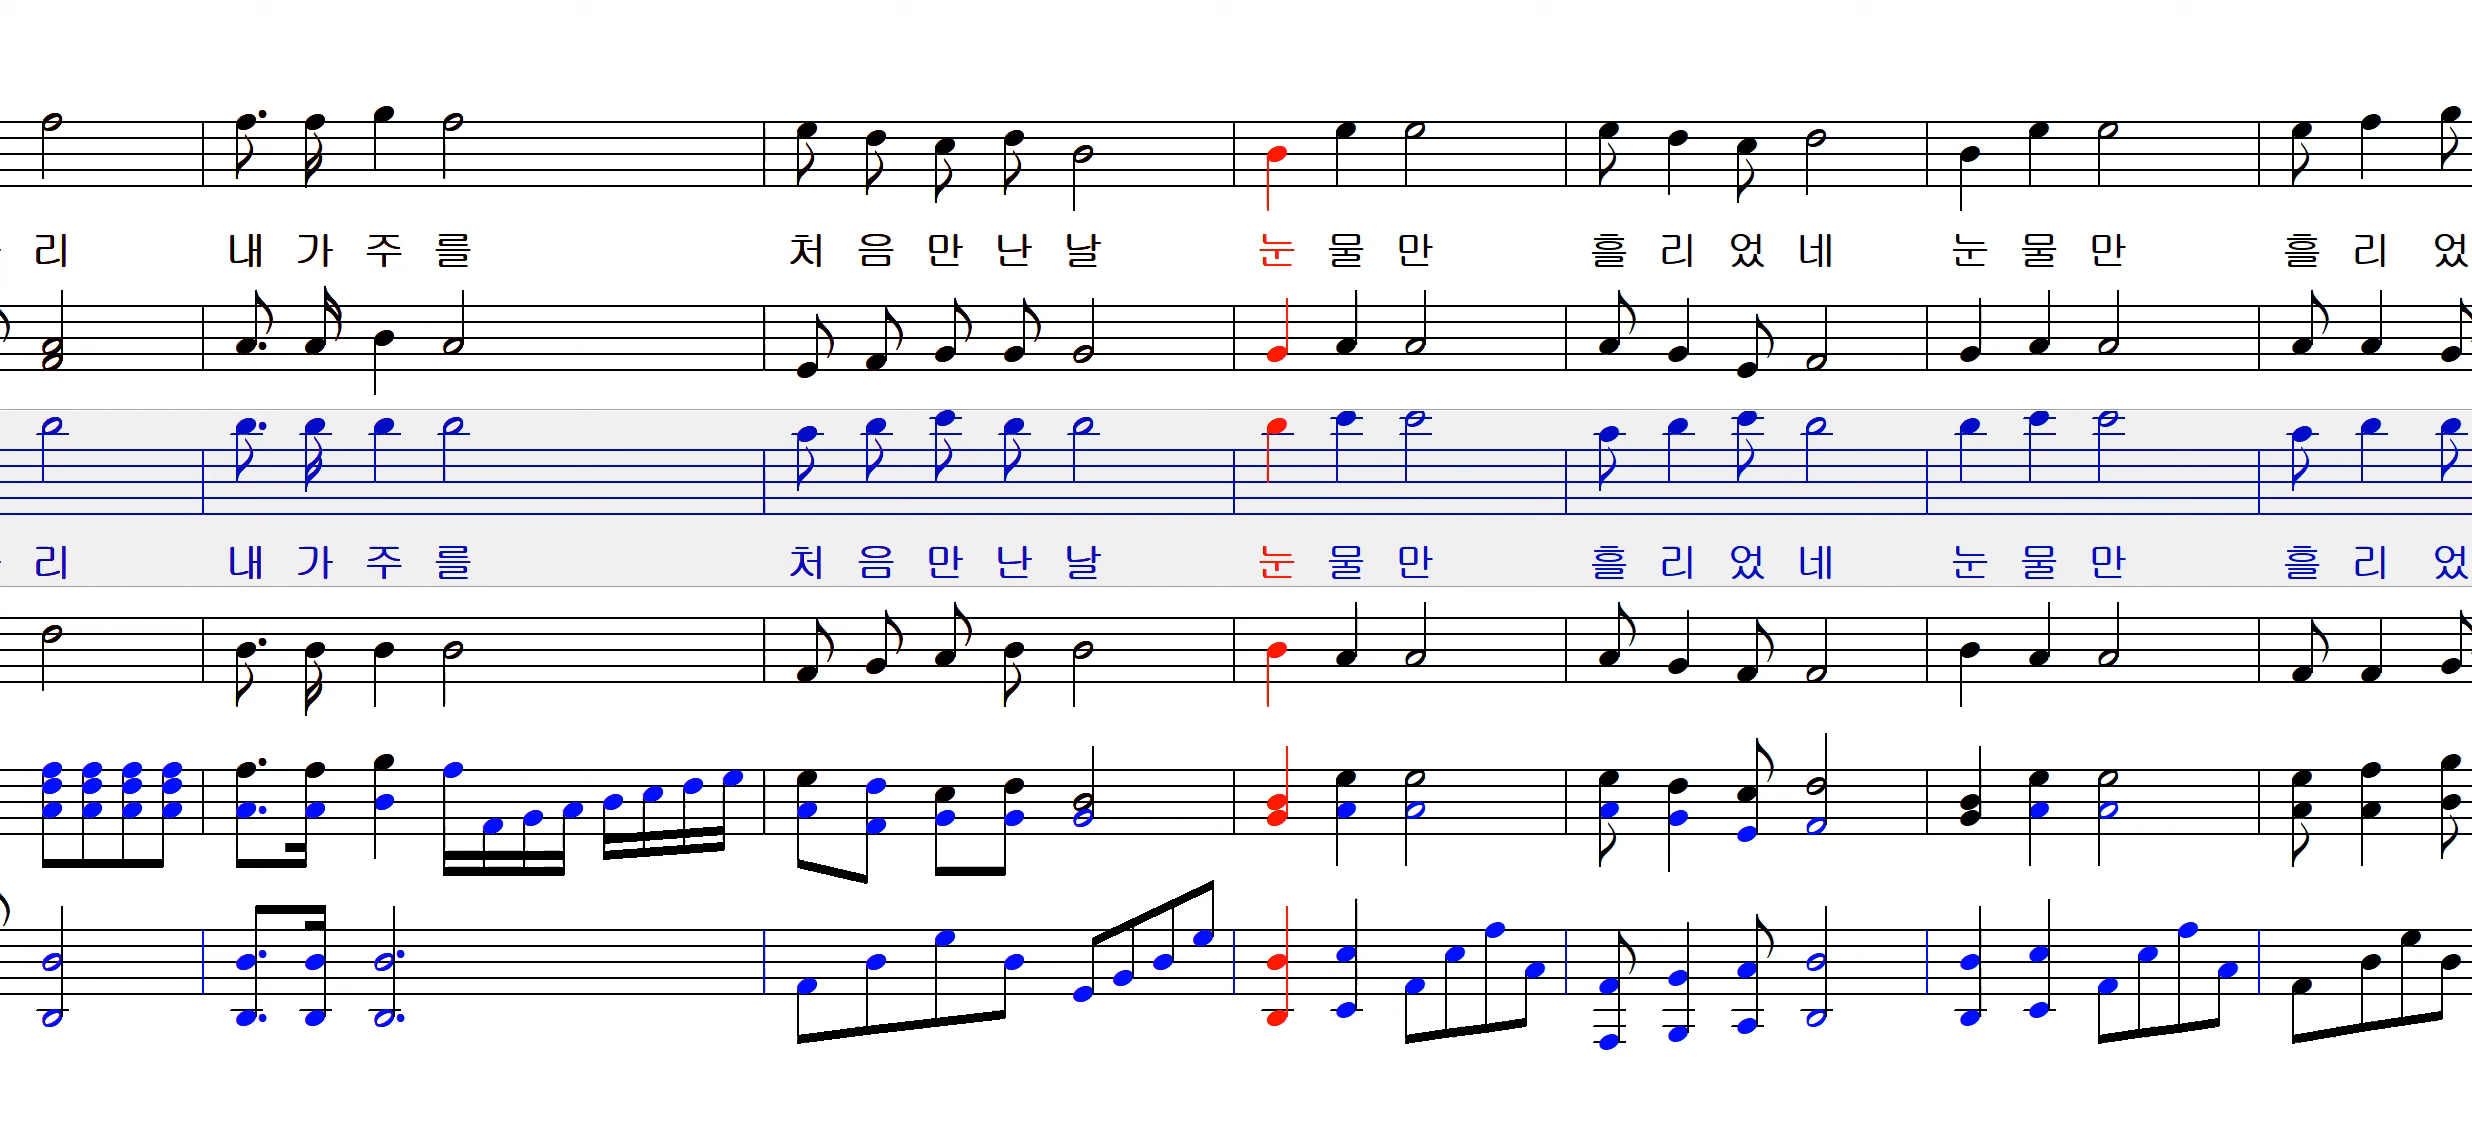 리 내 가 주 를 처 음 만 난 날 눈 물 만 흘 리 었 네 눈 물 만 흘 리 었
리 내 가 주 를 처 음 만 난 날 눈 물 만 흘 리 었 네 눈 물 만 흘 리 었